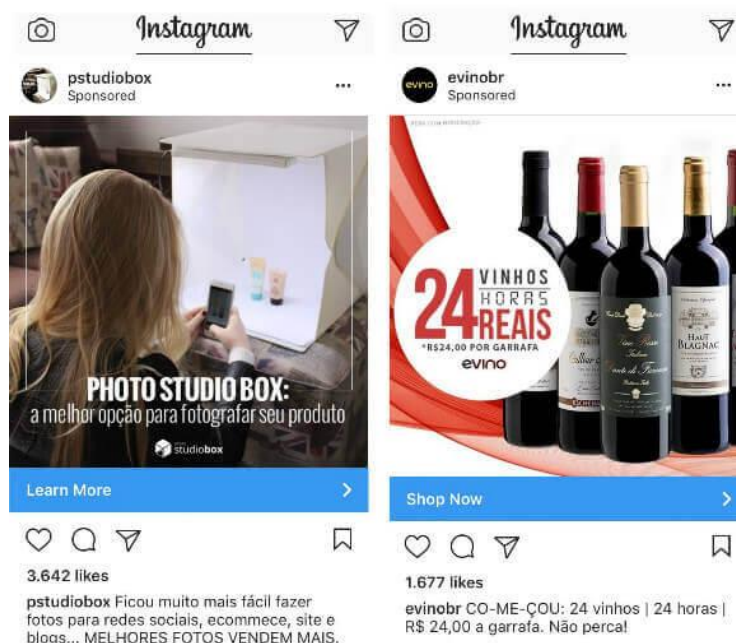 Instagram
pstudiobox
Sponsored
PHOTO STUDIO BOX:
a melhor opção para fotografar seu produto
studiobox
Learn More
3.642 likes
pstudiobox Ficou muito mais fácil fazer
fotos para redes sociais, ecommece, site e
blogs... MELHORES FOTOS VENDEM MAIS.
Instagram
evinobr
Sponsored
evino
24
VINHOS
HORAS
REAIS
*R$24,00 POR GARRAFA
evino
HAUT
BLAGNAC
Shop Now
1.677 likes
evinobr CO-ME-ÇOU: 24 vinhos | 24 horas |
R$ 24,00 a garrafa. Não perca!